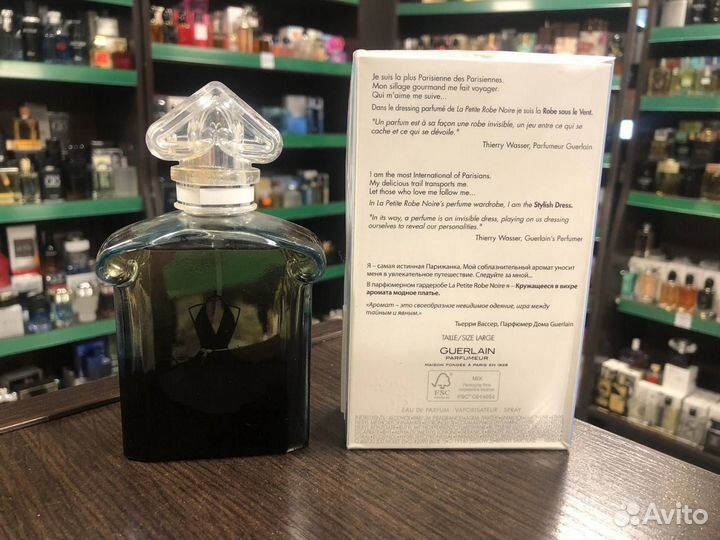 Je suis la plus Parisienne des Parisiennes.
Mon sillage gourmand me fait voyager.
Qui m'aime me suive...
Dans le dressing parfumé de La Petite Robe Noire je suis la Robe sous le Vent.
"Un parfum est à sa façon une robe invisible, un jeu entre ce qui se
cache et ce qui se dévoile."
Thierry Wasser, Parfumeur Guerlain
I am the most International of Parisians.
My delicious trail transports me.
Let those who love me follow me...
In La Petite Robe Noire's perfume wardrobe, I am the Stylish Dress.
"In its way, a perfume is an invisible dress, playing on us dressing
ourselves to reveal our personalities."
Thierry Wasser, Guerlain's Perfumer
Я – самая истинная Парижанка. Мой соблазнительный аромат уносит
меня в увлекательное путешествие. Следуйте за мной...
В парфюмерном гардеробе La Petite Robe Noire я – Кружащееся в вихре
аромата модное платье.
«Аромат – это своеобразное невидимое одеяние, игра между
тайным и явным.»
Тьерри Вассер, Парфюмер Дома Guerlain
TAILLE/SIZE LARGE
GUERLAIN
PARFUMEUR
MAISON FONDÉE A PARIS EN 1828
FSC
MIX
Packaging from
responsible sources
EAU DE PARFUM VAPORISATEUR SPRAY
Avito